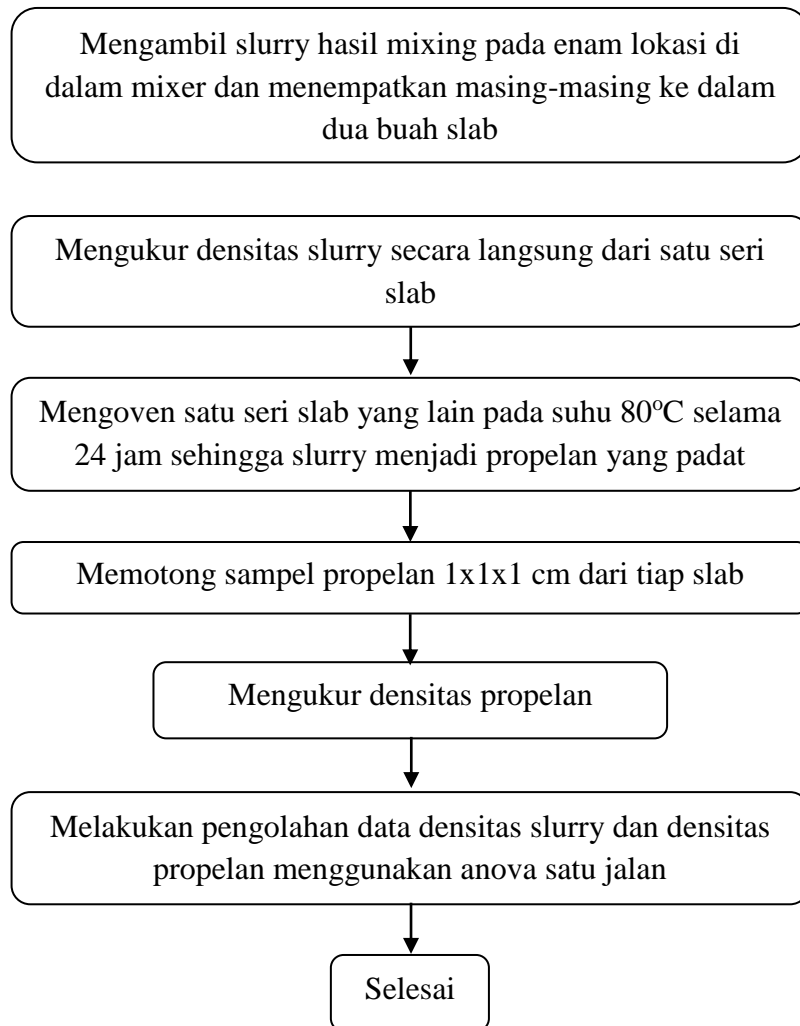 Mengambil slurry hasil mixing pada enam lokasi di
dalam mixer dan menempatkan masing-masing ke dalam
dua buah slab
Mengukur densitas slurry secara langsung dari satu seri
slab
Mengoven satu seri slab yang lain pada suhu 80°C selama
24 jam sehingga slurry menjadi propelan yang padat
Memotong sampel propelan 1x1x1 cm dari tiap slab
Mengukur densitas propelan
Melakukan pengolahan data densitas slurry dan densitas
propelan menggunakan anova satu jalan
Selesai